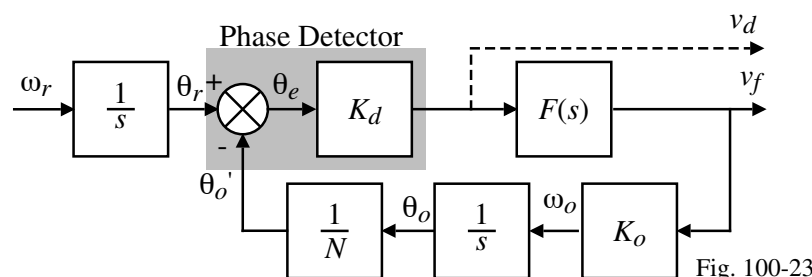 Phase Detector
v_d
ω_r
1/s
θ_r
+
θ_e
K_d
F(s)
v_f
-
θ_o'
1/N
θ_o
1/s
ω_o
K_o
Fig. 100-23